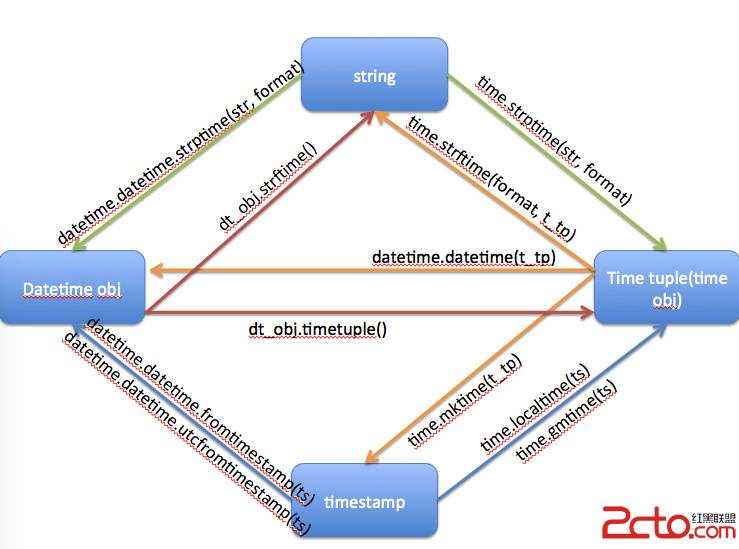 string
datetime.datetime.strptime(str, format)
time.strptime(str, format)
dt_obj.strftime()
time.strftime(format, t_tp)
datetime.datetime(t_tp)
Datetime obj
Time tuple(time
obj)
dt_obj.timetuple()
datetime.datetime.fromtimestamp(ts)
datetime.datetime.utcfromtimestamp(ts)
time.mktime(t_tp)
time.localtime(ts)
time.gmtime(ts)
timestamp
2cto
红黑联盟
.com